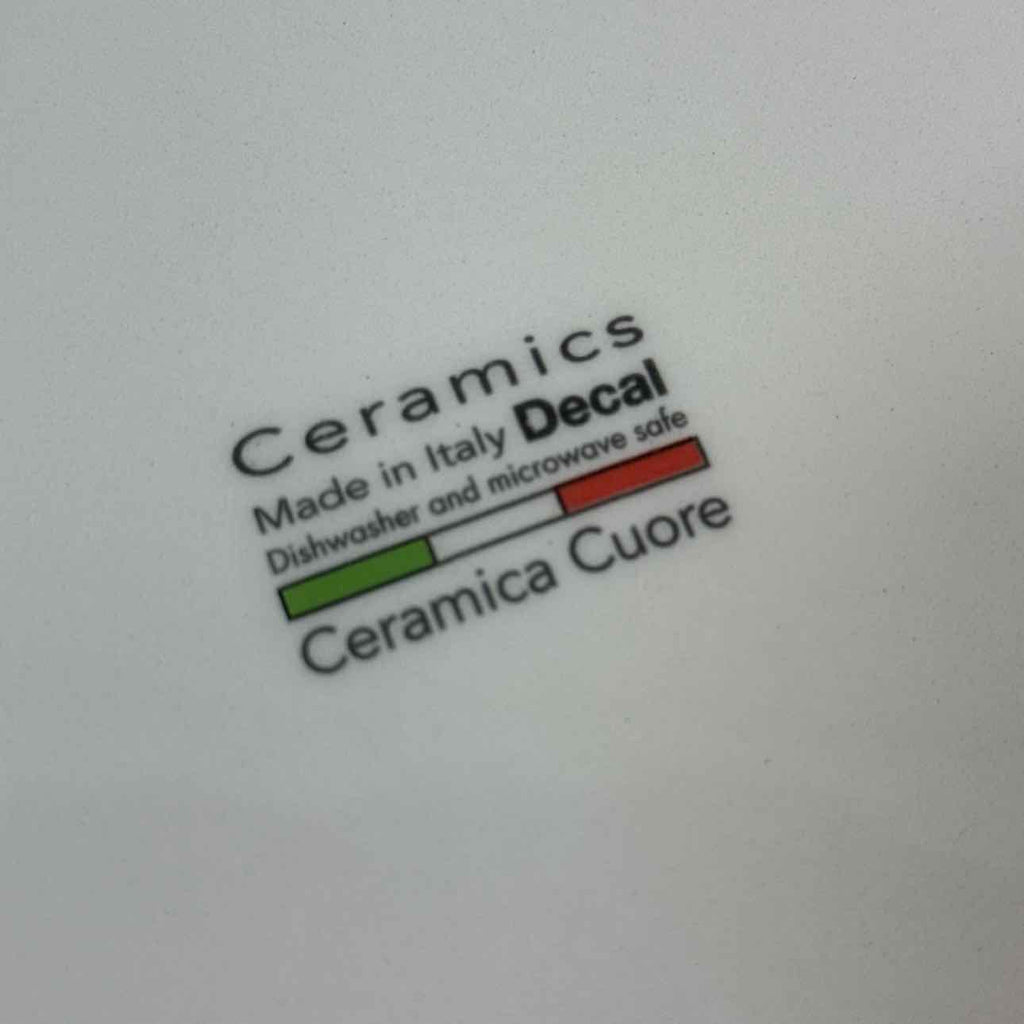 Ceramics
Made in Italy Decal
Dishwasher and microwave safe
Ceramica Cuore